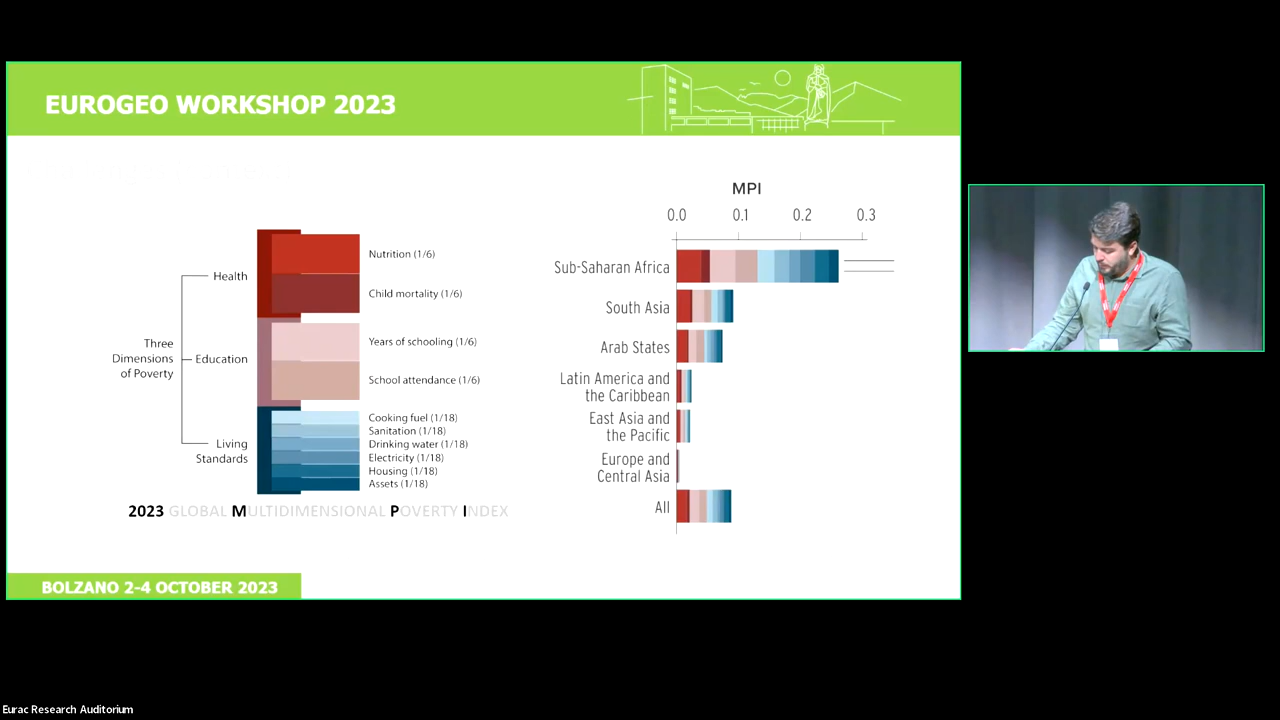 EUROGEO WORKSHOP 2023
Three
Dimensions
of Poverty
Health
Education
Living
Standards
Nutrition (1/6)
Child mortality (1/6)
Years of schooling (1/6)
School attendance (1/6)
Cooking fuel (1/18)
Sanitation (1/18)
Drinking water (1/18)
Electricity (1/18)
Housing (1/18)
Assets (1/18)
2023 GLOBAL MULTIDIMENSIONAL POVERTY INDEX
MPI
0.0 0.1 0.2 0.3
Sub-Saharan Africa
South Asia
Arab States
Latin America and
the Caribbean
East Asia and
the Pacific
Europe and
Central Asia
All
BOLZANO 2-4 OCTOBER 2023
Eurac Research Auditorium